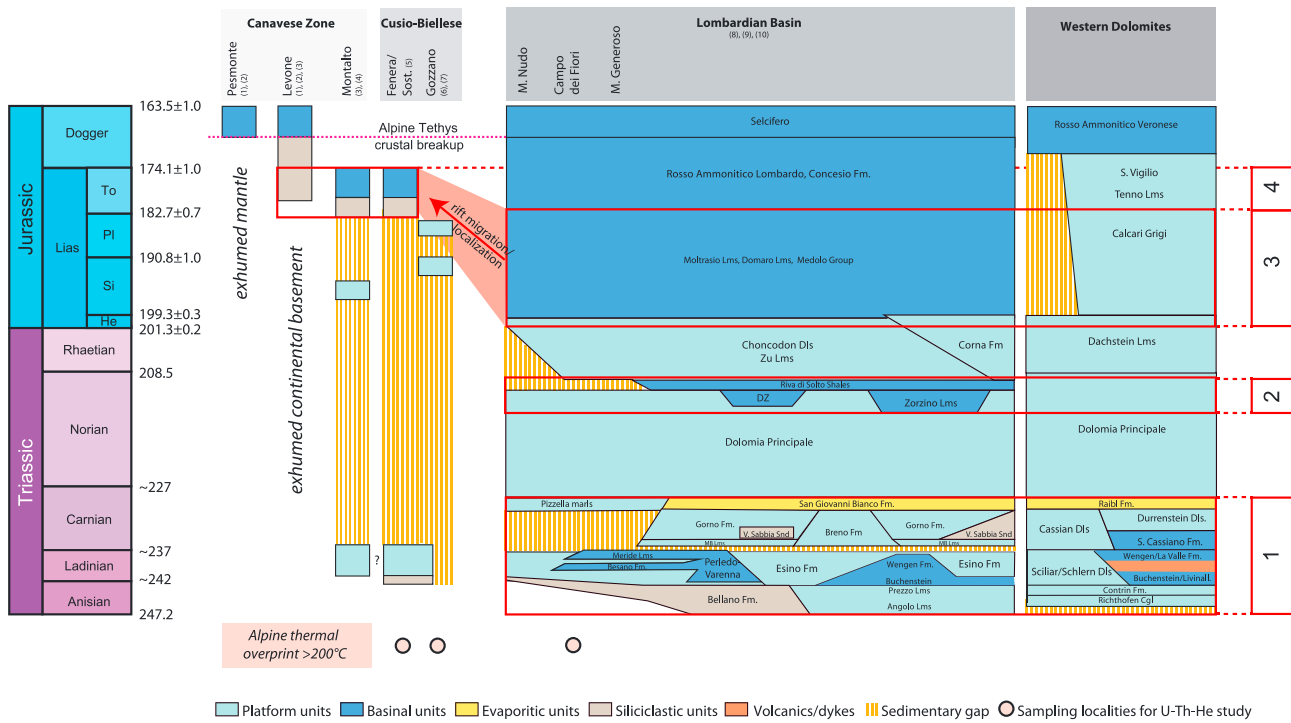 Canavese Zone
Cusio-Biellese
Lombardian Basin
(8), (9), (10)
Western Dolomites
Pesmonte
(1), (2)
Levone
(1), (2), (3)
Montalto
(3), (4)
Fenera/
Sost. (5)
Gozzano
(6), (7)
M. Nudo
Campo
dei Fiori
M. Generoso
Jurassic
Triassic
Dogger
Lias
To
Pl
Si
He
Rhaetian
Norian
Carnian
Ladinian
Anisian
163.5±1.0
174.1±1.0
182.7±0.7
190.8±1.0
199.3±0.3
201.3±0.2
208.5
~227
~237
~242
247.2
exhumed mantle
exhumed continental basement
Alpine Tethys
crustal breakup
rift migration/
localization
?
Selcifero
Rosso Ammonitico Lombardo, Concesio Fm.
Moltrasio Lms, Domaro Lms, Medolo Group
Choncodon Dls
Zu Lms
Corna Fm
Riva di Solto Shales
DZ
Zorzino Lms
Dolomia Principale
Pizzella marls
San Giovanni Bianco Fm.
Gorno Fm.
V. Sabbia Snd
MB Lms
Breno Fm
Gorno Fm.
V. Sabbia Snd
MB Lms
Meride Lms
Besano Fm.
Perledo-
Varenna
Esino Fm
Wengen Fm.
Buchenstein
Esino Fm
Prezzo Lms
Bellano Fm.
Angolo Lms
Rosso Ammonitico Veronese
S. Vigilio
Tenno Lms
Calcari Grigi
Dachstein Lms
Dolomia Principale
Raibl Fm.
Cassian Dls
Durrenstein Dls.
S. Cassiano Fm.
Wengen/La Valle Fm.
Sciliar/Schlern Dls
Buchenstein/Livinall.
Contrin Fm.
Richthofen Cgl
4
3
2
1
Alpine thermal
overprint >200°C
Platform units
Basinal units
Evaporitic units
Siliciclastic units
Volcanics/dykes
Sedimentary gap
Sampling localities for U-Th-He study